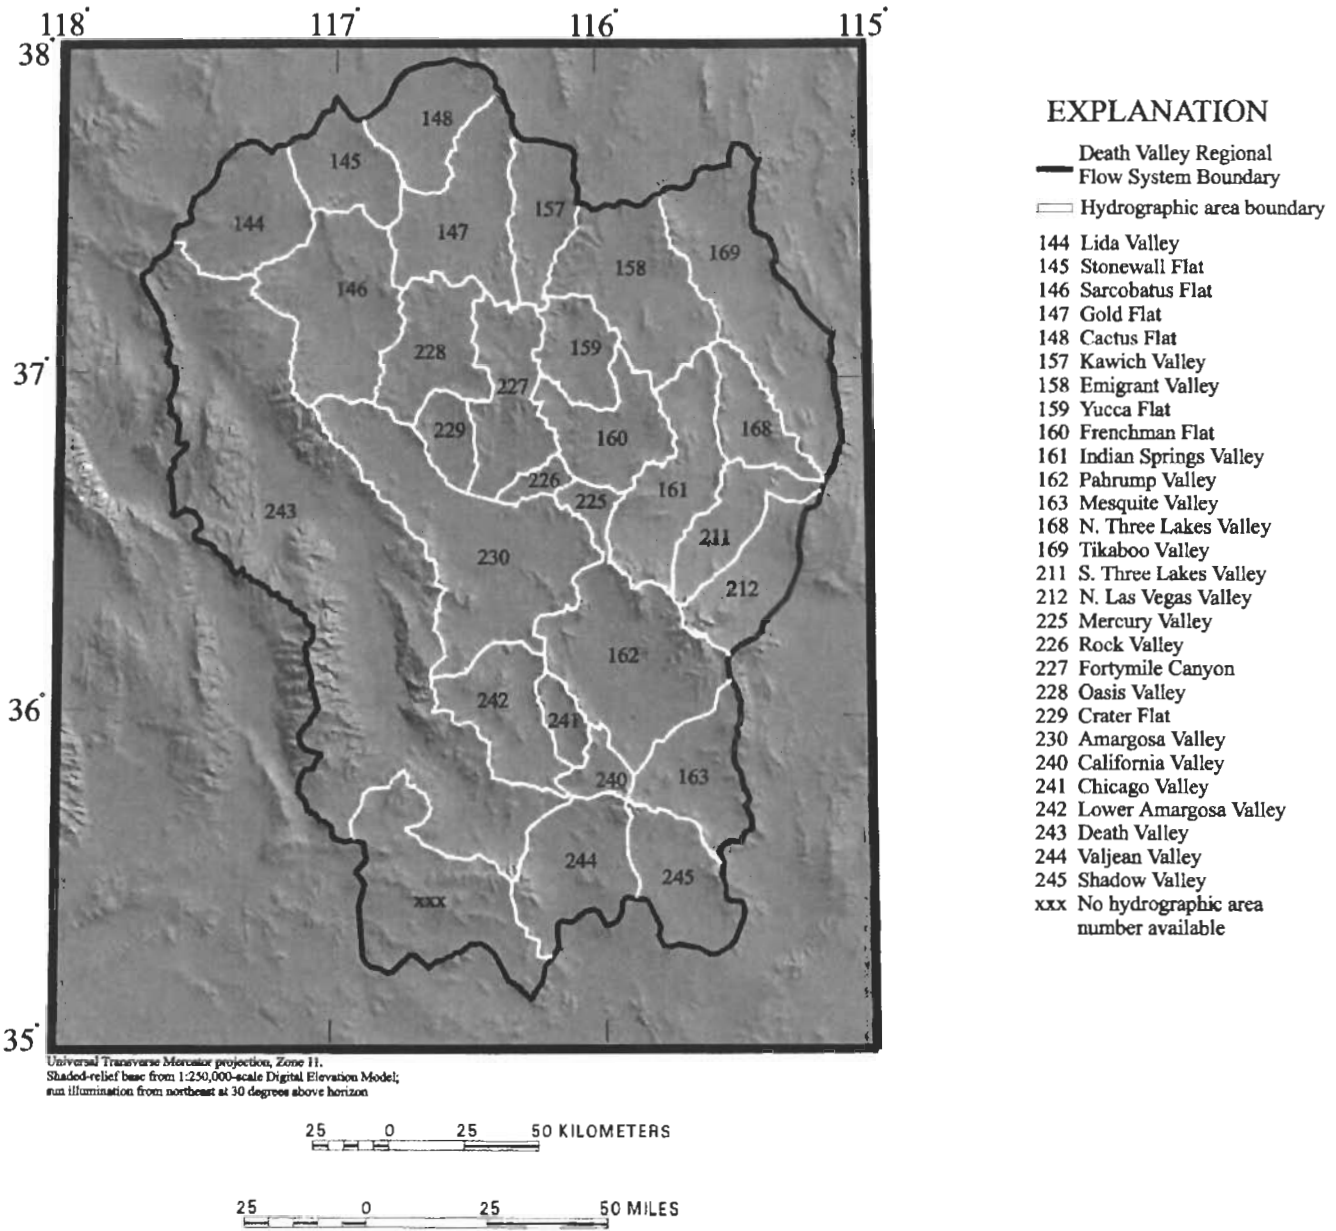 118° 117° 116° 115°
38°
148
145
157
144
147
169
158
146
159
228
37°
227
229
160
168
226
161
225
243
211
230
212
162
36°
242
241
240
163
244
245
xxx
35°
Universal Transverse Mercator projection, Zone 11.
Shaded-relief base from 1:250,000-scale Digital Elevation Model;
sun illumination from northeast at 30 degrees above horizon
25 0 25 50 KILOMETERS
25 0 25 50 MILES
EXPLANATION
Death Valley Regional
Flow System Boundary
Hydrographic area boundary
144 Lida Valley
145 Stonewall Flat
146 Sarcobatus Flat
147 Gold Flat
148 Cactus Flat
157 Kawich Valley
158 Emigrant Valley
159 Yucca Flat
160 Frenchman Flat
161 Indian Springs Valley
162 Pahrump Valley
163 Mesquite Valley
168 N. Three Lakes Valley
169 Tikaboo Valley
211 S. Three Lakes Valley
212 N. Las Vegas Valley
225 Mercury Valley
226 Rock Valley
227 Fortymile Canyon
228 Oasis Valley
229 Crater Flat
230 Amargosa Valley
240 California Valley
241 Chicago Valley
242 Lower Amargosa Valley
243 Death Valley
244 Valjean Valley
245 Shadow Valley
xxx No hydrographic area
number available